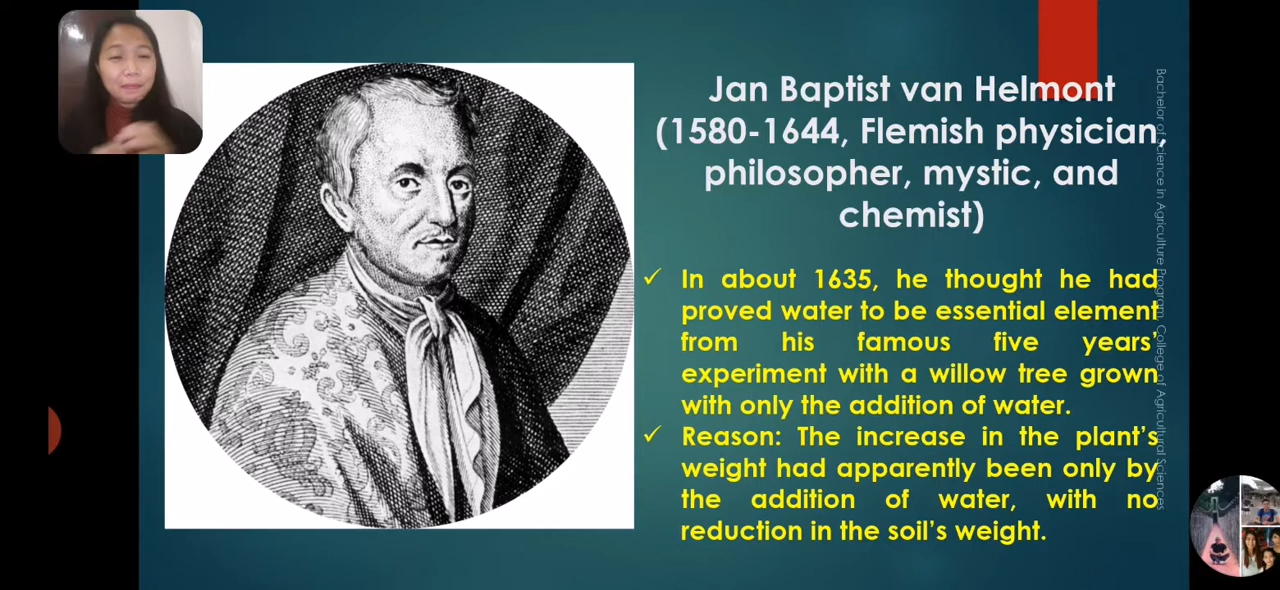 Jan Baptist van Helmont
(1580-1644, Flemish physician,
philosopher, mystic, and
chemist)
✓ In about 1635, he thought he had
proved water to be essential element
from his famous five years'
experiment with a willow tree grown
with only the addition of water.
✓ Reason: The increase in the plant's
weight had apparently been only by
the addition of water, with no
reduction in the soil's weight.
Bachelor of Science in Agriculture Program, College of Agricultural Sciences